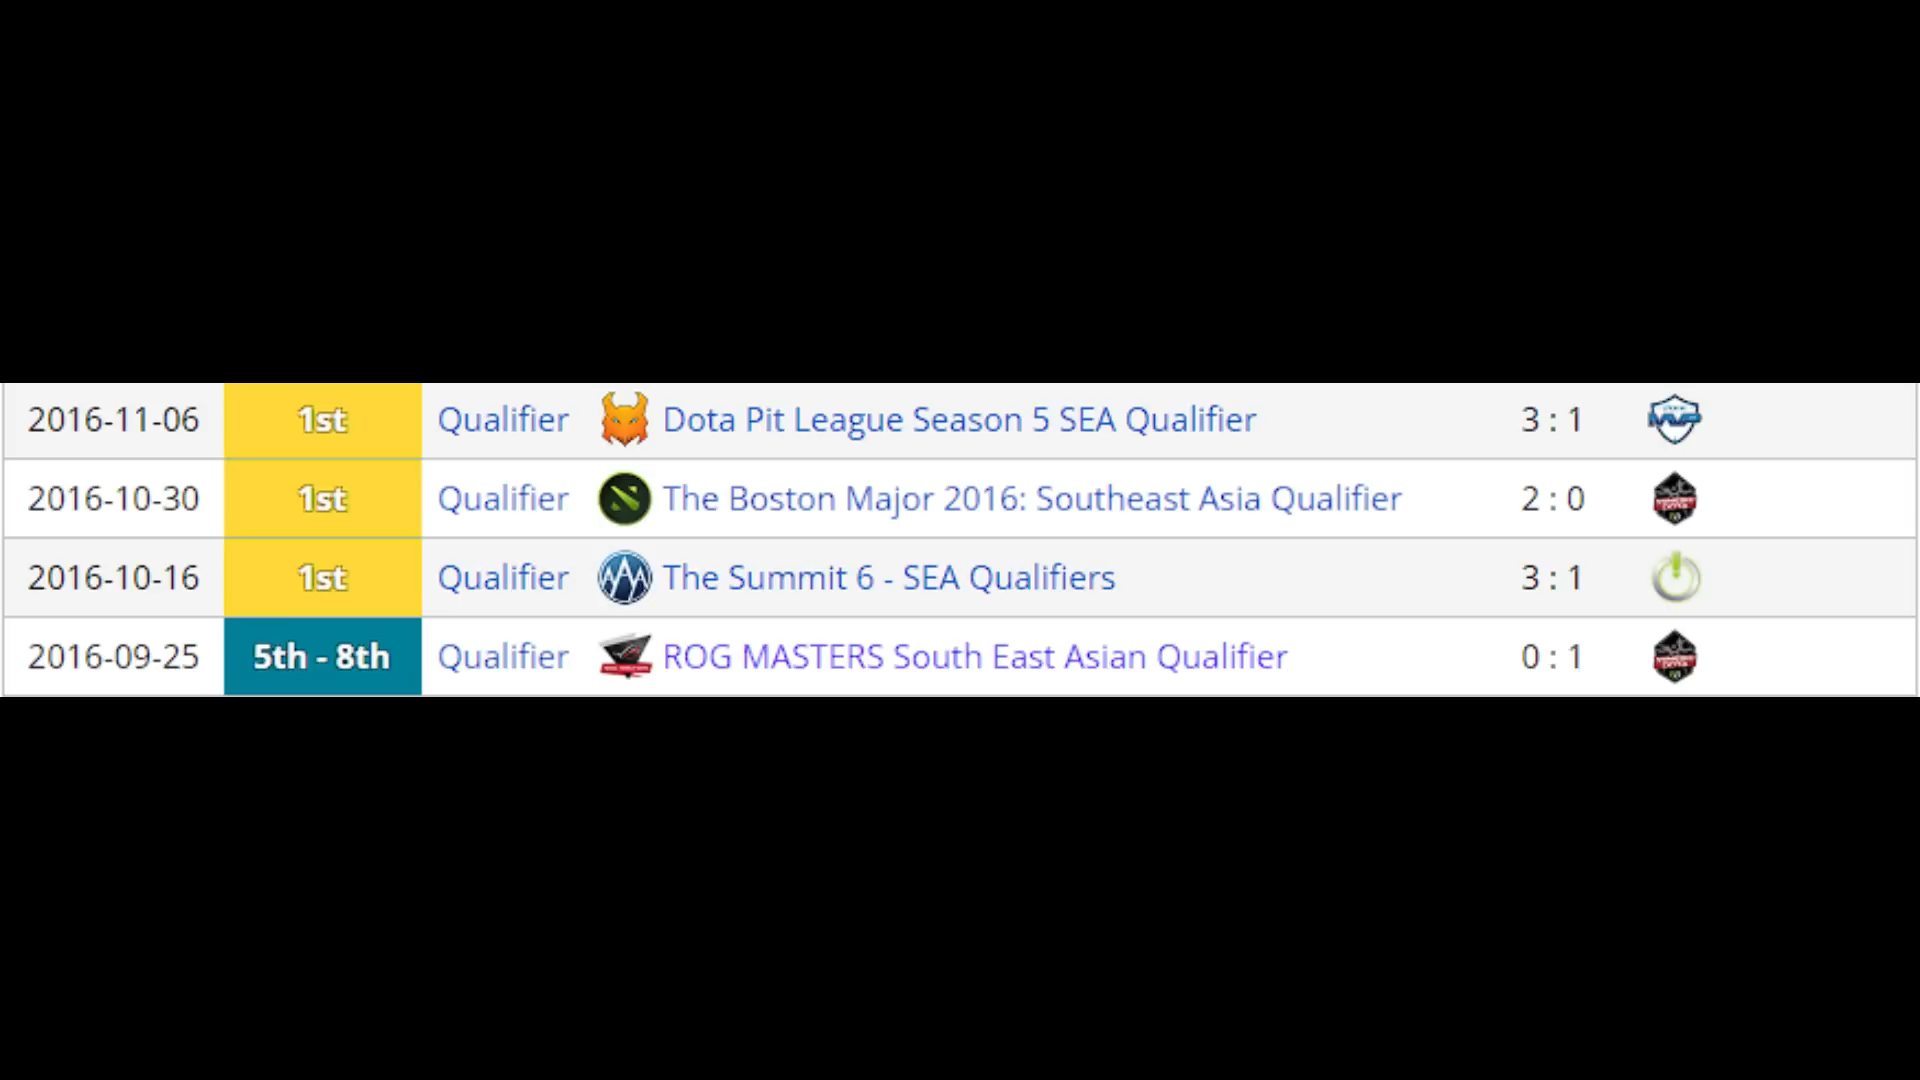 2016-11-06 1st Qualifier Dota Pit League Season 5 SEA Qualifier 3 : 1
2016-10-30 1st Qualifier The Boston Major 2016: Southeast Asia Qualifier 2 : 0
2016-10-16 1st Qualifier The Summit 6 - SEA Qualifiers 3 : 1
2016-09-25 5th - 8th Qualifier ROG MASTERS South East Asian Qualifier 0 : 1